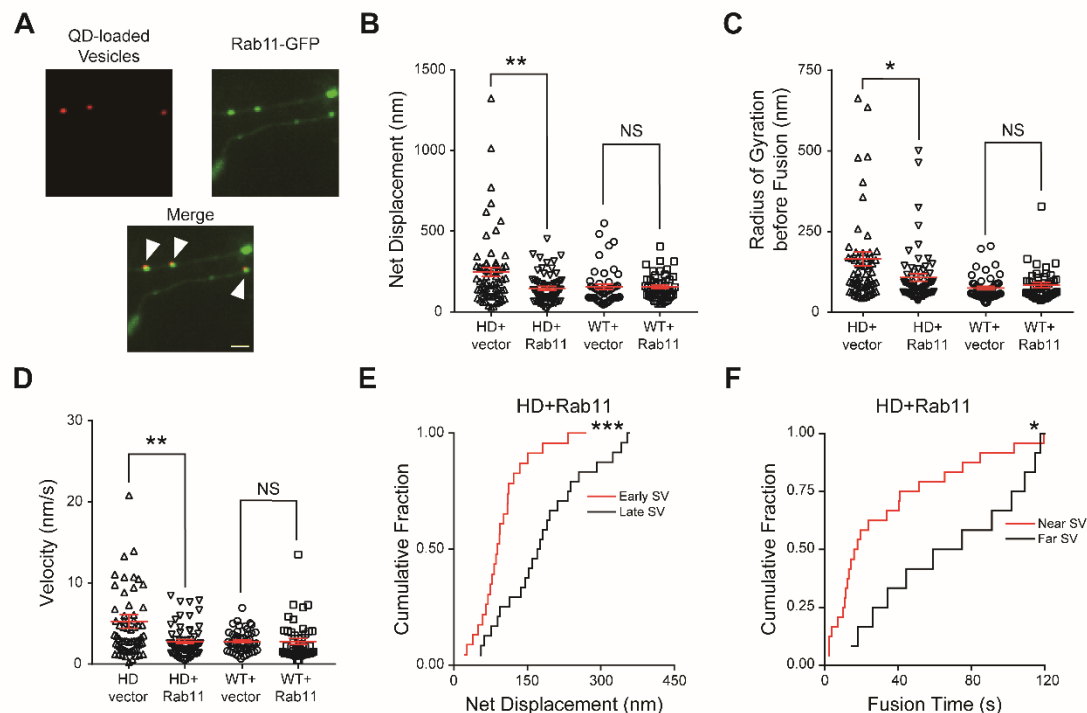 A
QD-loaded
Vesicles
Rab11-GFP
Merge
B
Net Displacement (nm)
1500
1000
500
0
**
NS
HD+
vector
HD+
Rab11
WT+
vector
WT+
Rab11
C
Radius of Gyration
before Fusion (nm)
750
500
250
0
*
NS
HD+
vector
HD+
Rab11
WT+
vector
WT+
Rab11
D
Velocity (nm/s)
30
20
10
0
**
NS
HD
vector
HD+
Rab11
WT+
vector
WT+
Rab11
E
HD+Rab11
***
Cumulative Fraction
1.00
0.75
0.50
0.25
0.00
Early SV
Late SV
0
150
300
450
Net Displacement (nm)
F
HD+Rab11
*
Cumulative Fraction
1.00
0.75
0.50
0.25
0.00
Near SV
Far SV
0
40
80
120
Fusion Time (s)